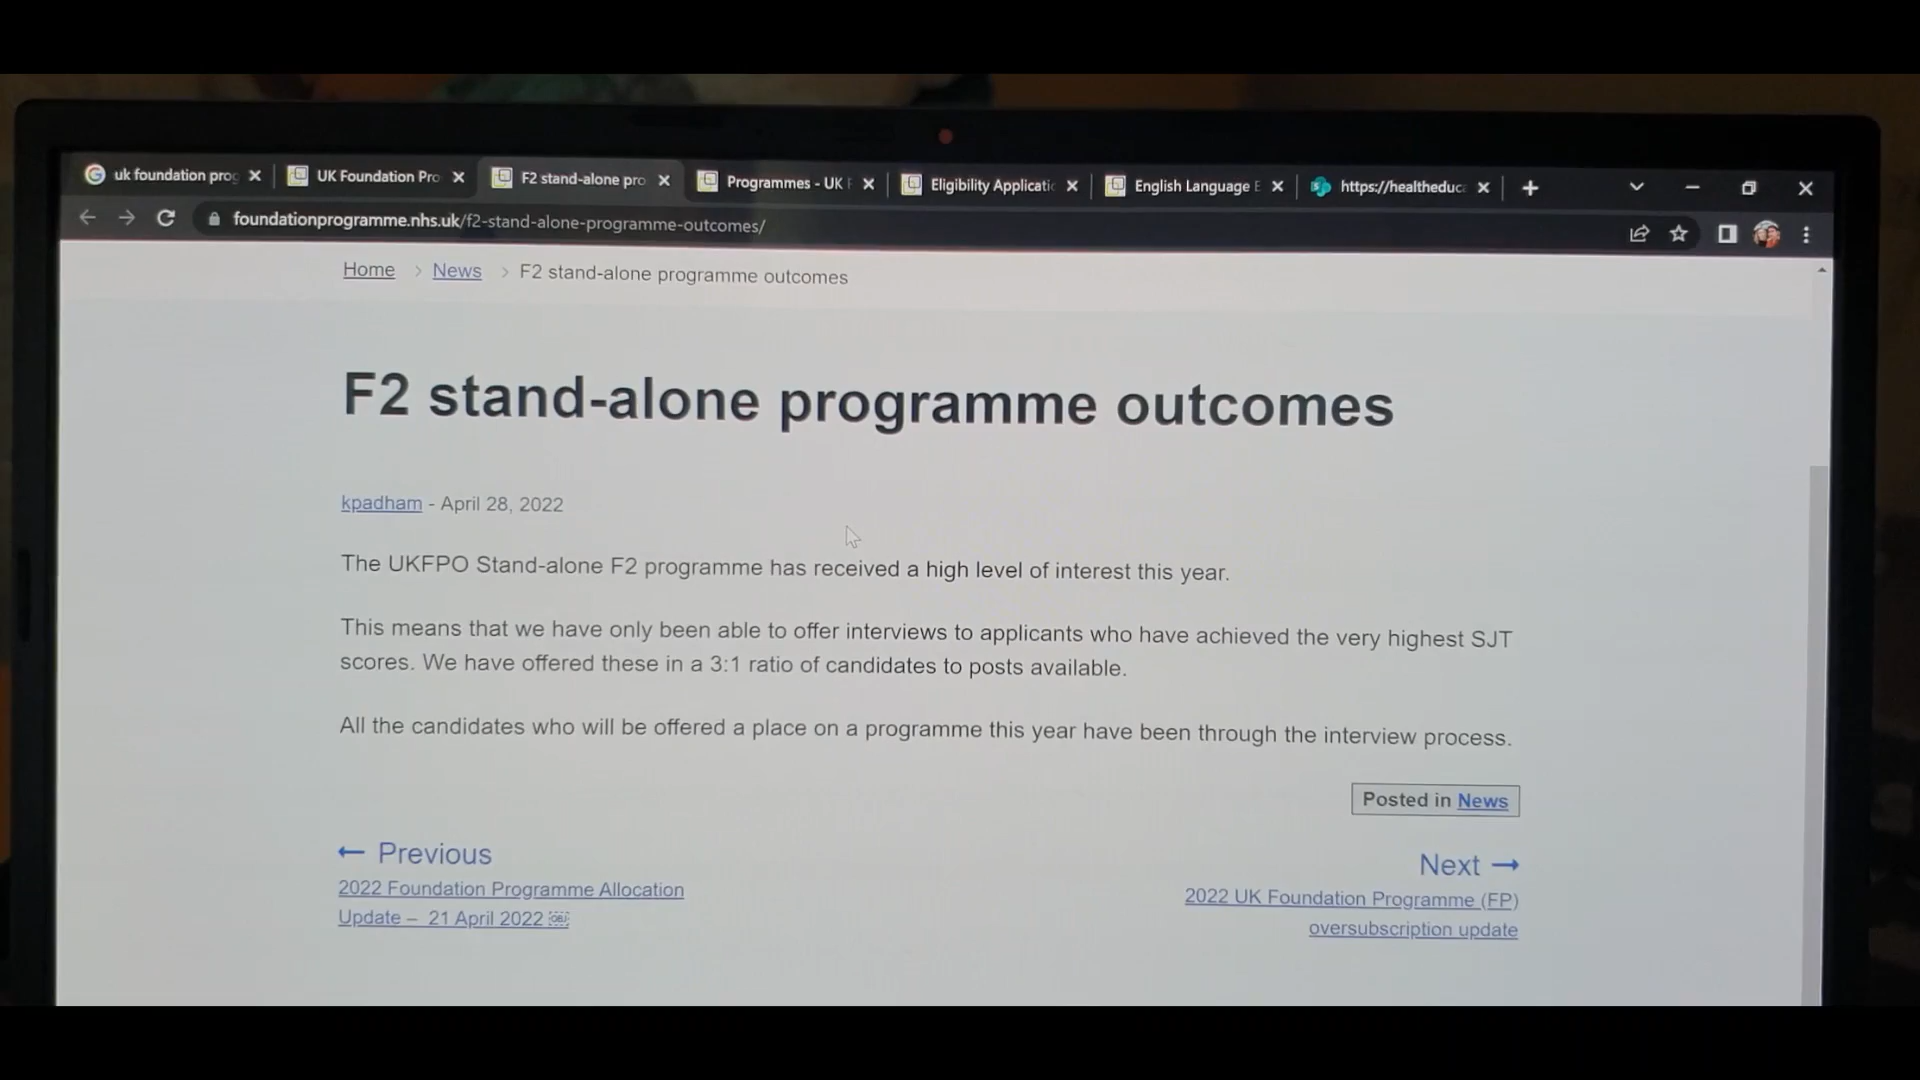 uk foundation prog
UK Foundation Pro
F2 stand-alone pro
Programmes - UK F
Eligibility Applicati
English Language E
https://healtheduc
foundationprogramme.nhs.uk/f2-stand-alone-programme-outcomes/
Home > News > F2 stand-alone programme outcomes
F2 stand-alone programme outcomes
kpadham - April 28, 2022
The UKFPO Stand-alone F2 programme has received a high level of interest this year.
This means that we have only been able to offer interviews to applicants who have achieved the very highest SJT
scores. We have offered these in a 3:1 ratio of candidates to posts available.
All the candidates who will be offered a place on a programme this year have been through the interview process.
Posted in News
← Previous
2022 Foundation Programme Allocation
Update – 21 April 2022
Next →
2022 UK Foundation Programme (FP)
oversubscription update